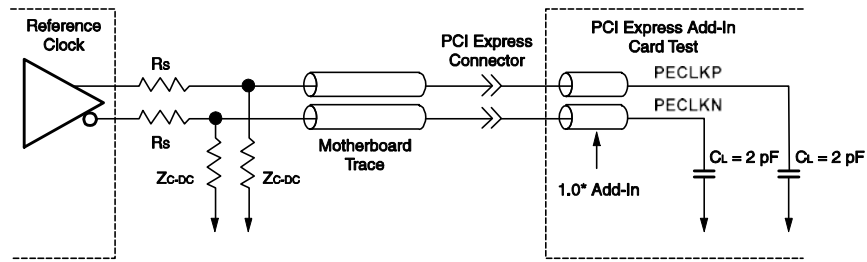 Reference
Clock
Rs
Rs
ZC-DC
ZC-DC
Motherboard
Trace
PCI Express
Connector
PCI Express Add-In
Card Test
PECLKP
PECLKN
1.0* Add-In
CL = 2 pF
CL = 2 pF